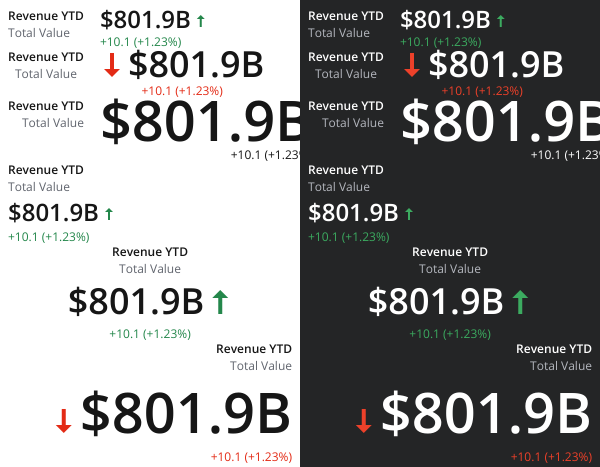 Revenue YTD
Total Value
$801.9B
+10.1 (+1.23%)
Revenue YTD
Total Value
$801.9B
+10.1 (+1.23%)
Revenue YTD
Total Value
$801.9B
+10.1 (+1.23%
Revenue YTD
Total Value
$801.9B
+10.1 (+1.23%)
Revenue YTD
Total Value
$801.9B
+10.1 (+1.23%)
Revenue YTD
Total Value
$801.9B
+10.1 (+1.23%)
Revenue YTD
Total Value
$801.9B
+10.1 (+1.23%)
Revenue YTD
Total Value
$801.9B
+10.1 (+1.23%)
Revenue YTD
Total Value
$801.9B
+10.1 (+1.23%
Revenue YTD
Total Value
$801.9B
+10.1 (+1.23%)
Revenue YTD
Total Value
$801.9B
+10.1 (+1.23%)
Revenue YTD
Total Value
$801.9B
+10.1 (+1.23%)